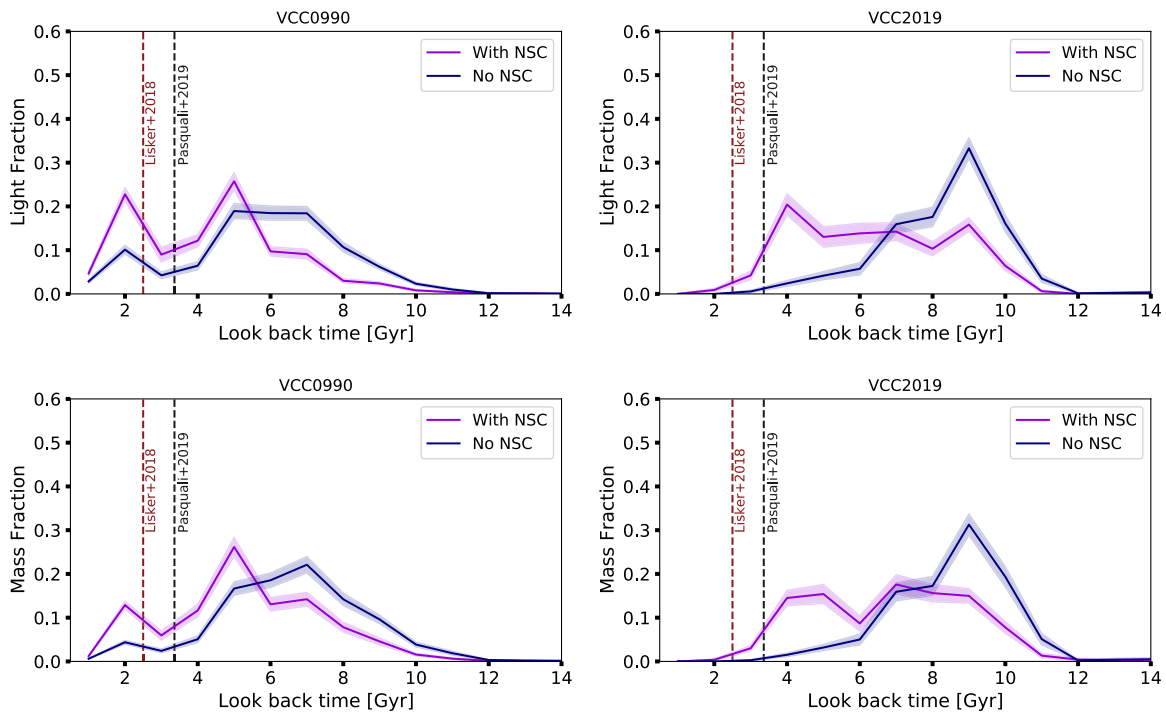 VCC0990
0.6
0.5
0.4
0.3
0.2
0.1
0.0
Light Fraction
Lisker+2018
Pasquali+2019
With NSC
No NSC
2 4 6 8 10 12 14
Look back time [Gyr]
VCC2019
0.6
0.5
0.4
0.3
0.2
0.1
0.0
Light Fraction
Lisker+2018
Pasquali+2019
With NSC
No NSC
2 4 6 8 10 12 14
Look back time [Gyr]
VCC0990
0.6
0.5
0.4
0.3
0.2
0.1
0.0
Mass Fraction
Lisker+2018
Pasquali+2019
With NSC
No NSC
2 4 6 8 10 12 14
Look back time [Gyr]
VCC2019
0.6
0.5
0.4
0.3
0.2
0.1
0.0
Mass Fraction
Lisker+2018
Pasquali+2019
With NSC
No NSC
2 4 6 8 10 12 14
Look back time [Gyr]